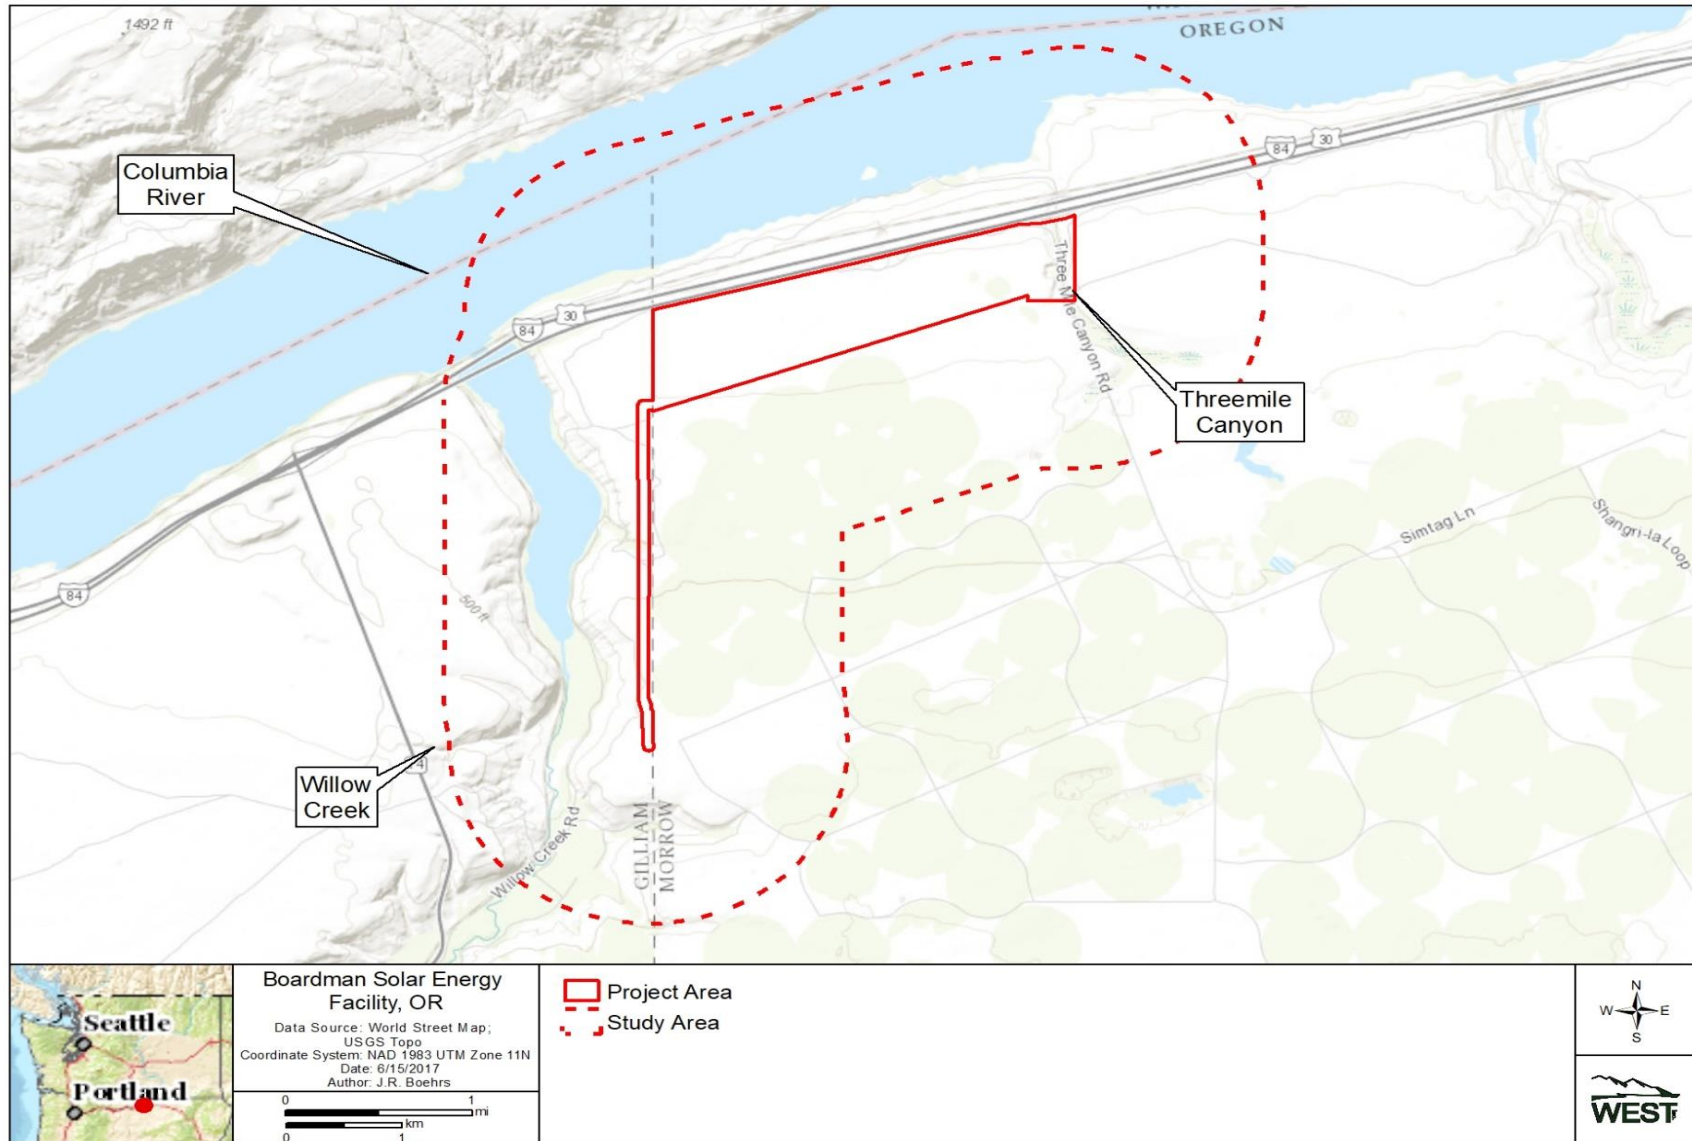 1492 ft
OREGON
Columbia
River
84
30
84
30
Three Mile Canyon Rd
Threemile
Canyon
84
500 ft
Simtag Ln
Shangri-la Loop
Willow
Creek
Willow Creek Rd
GILLIAM
MORROW
Seattle
Portland
Boardman Solar Energy
Facility, OR
Data Source: World Street Map;
USGS Topo
Coordinate System: NAD 1983 UTM Zone 11N
Date: 6/15/2017
Author: J.R. Boehrs
0 1
mi
km
0 1
Project Area
Study Area
N
W E
S
WEST